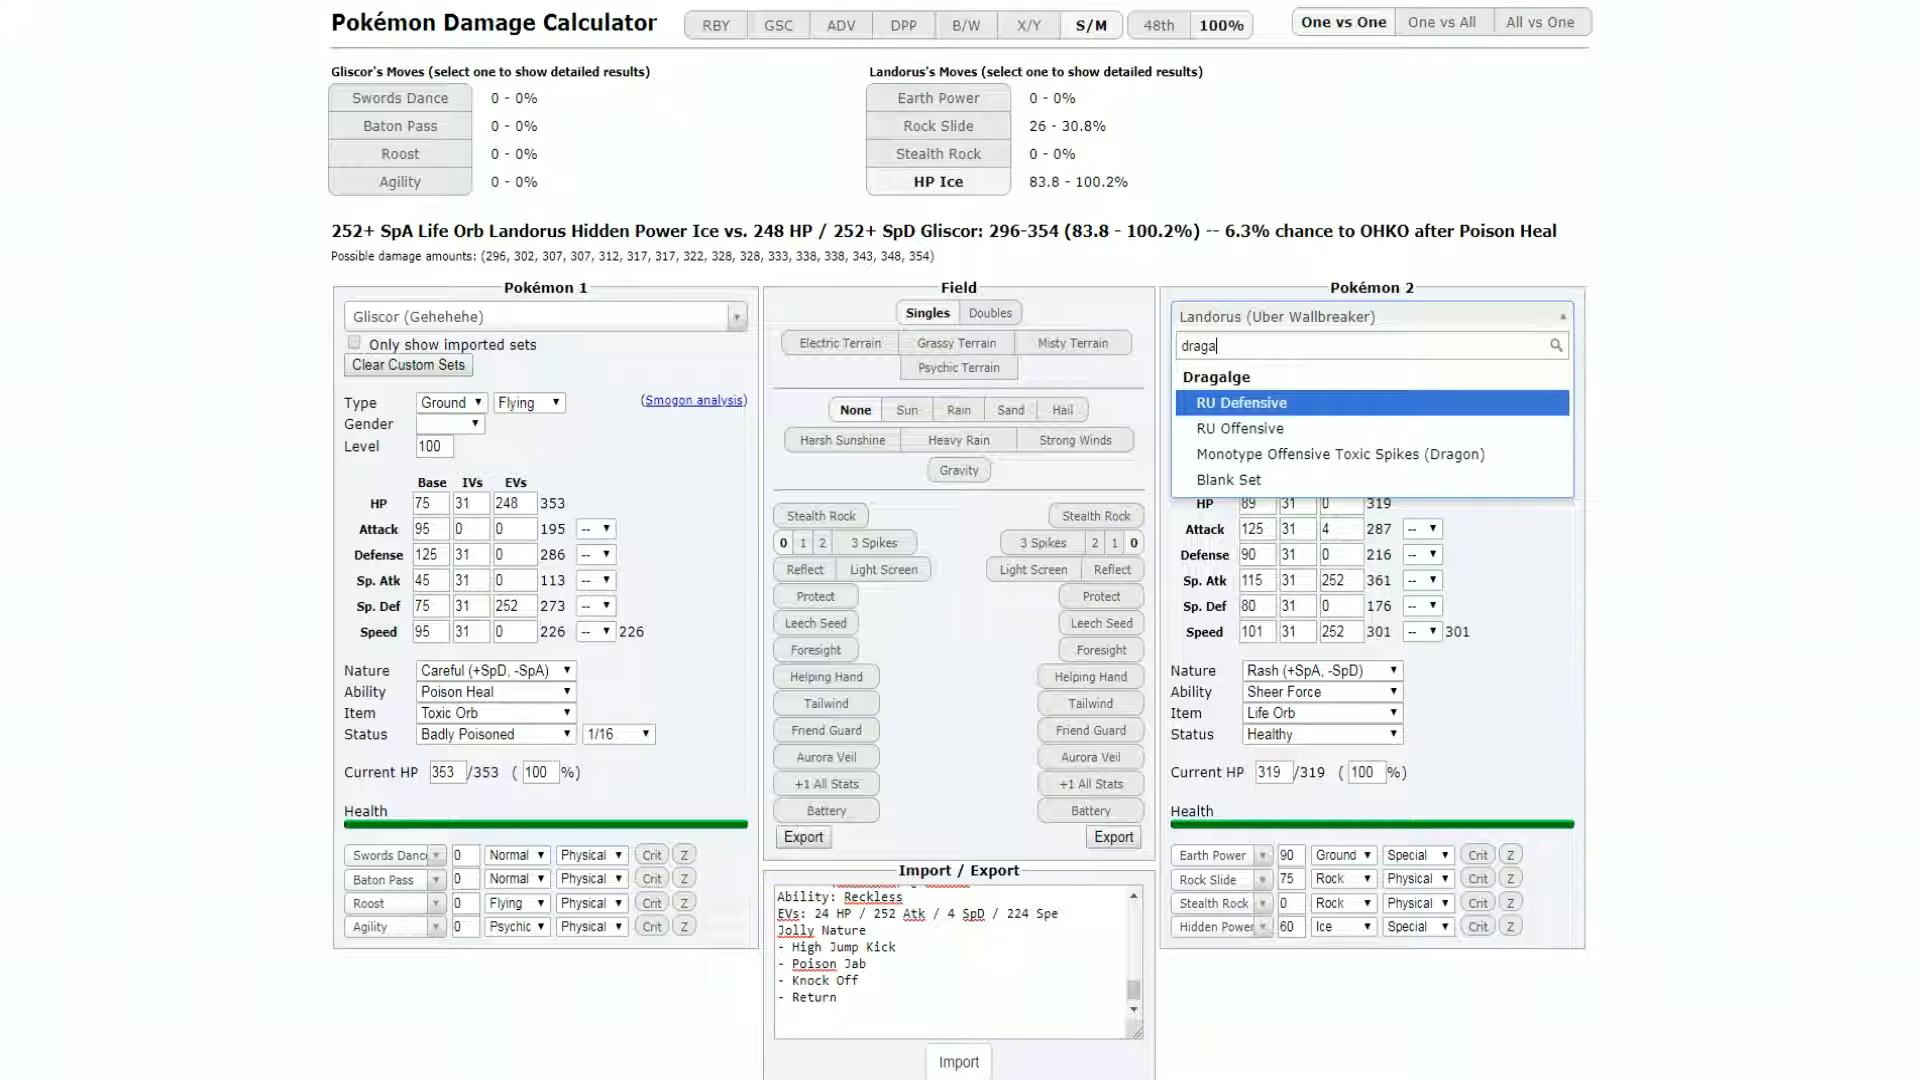 Pokémon Damage Calculator
RBY GSC ADV DPP B/W X/Y S/M 48th 100%
One vs One One vs All All vs One
Gliscor's Moves (select one to show detailed results)
Swords Dance 0 - 0%
Baton Pass 0 - 0%
Roost 0 - 0%
Agility 0 - 0%
Landorus's Moves (select one to show detailed results)
Earth Power 0 - 0%
Rock Slide 26 - 30.8%
Stealth Rock 0 - 0%
HP Ice 83.8 - 100.2%
252+ SpA Life Orb Landorus Hidden Power Ice vs. 248 HP / 252+ SpD Gliscor: 296-354 (83.8 - 100.2%) -- 6.3% chance to OHKO after Poison Heal
Possible damage amounts: (296, 302, 307, 307, 312, 317, 317, 322, 328, 328, 333, 338, 338, 343, 348, 354)
Pokémon 1
Gliscor (Gehehehe)
Only show imported sets
Clear Custom Sets
Type Ground Flying (Smogon analysis)
Gender
Level 100
Base IVs EVs
HP 75 31 248 353
Attack 95 0 0 195 --
Defense 125 31 0 286 --
Sp. Atk 45 31 0 113 --
Sp. Def 75 31 252 273 --
Speed 95 31 0 226 -- 226
Nature Careful (+SpD, -SpA)
Ability Poison Heal
Item Toxic Orb
Status Badly Poisoned 1/16
Current HP 353 /353 ( 100 %)
Health
Swords Danc 0 Normal Physical Crit Z
Baton Pass 0 Normal Physical Crit Z
Roost 0 Flying Physical Crit Z
Agility 0 Psychic Physical Crit Z
Field
Singles Doubles
Electric Terrain Grassy Terrain Misty Terrain
Psychic Terrain
None Sun Rain Sand Hail
Harsh Sunshine Heavy Rain Strong Winds
Gravity
Stealth Rock Stealth Rock
0 1 2 3 Spikes 3 Spikes 2 1 0
Reflect Light Screen Light Screen Reflect
Protect Protect
Leech Seed Leech Seed
Foresight Foresight
Helping Hand Helping Hand
Tailwind Tailwind
Friend Guard Friend Guard
Aurora Veil Aurora Veil
+1 All Stats +1 All Stats
Battery Battery
Export Export
Import / Export
Ability: Reckless
EVs: 24 HP / 252 Atk / 4 SpD / 224 Spe
Jolly Nature
- High Jump Kick
- Poison Jab
- Knock Off
- Return
Import
Pokémon 2
Landorus (Uber Wallbreaker)
draga
Dragalge
RU Defensive
RU Offensive
Monotype Offensive Toxic Spikes (Dragon)
Blank Set
HP 89 31 0 319
Attack 125 31 4 287 --
Defense 90 31 0 216 --
Sp. Atk 115 31 252 361 --
Sp. Def 80 31 0 176 --
Speed 101 31 252 301 -- 301
Nature Rash (+SpA, -SpD)
Ability Sheer Force
Item Life Orb
Status Healthy
Current HP 319 /319 ( 100 %)
Health
Earth Power 90 Ground Special Crit Z
Rock Slide 75 Rock Physical Crit Z
Stealth Rock 0 Rock Physical Crit Z
Hidden Power 60 Ice Special Crit Z